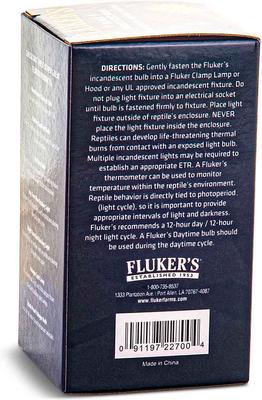 DIRECTIONS: Gently fasten the Fluker's
incandescent bulb into a Fluker Clamp Lamp or
Hood or any UL approved incandescent fixture. Do
not plug light fixture into an electrical socket
until bulb is fastened firmly to fixture. Place light
fixture outside of reptile's enclosure. NEVER
place the light fixture inside the enclosure.
Reptiles can develop life-threatening thermal
burns from contact with an exposed light bulb.
Multiple incandescent lights may be required to
establish an appropriate ETR. A Fluker's
thermometer can be used to monitor
temperature within the reptile's environment.
Reptile behavior is directly tied to photoperiod
(light cycle), so it is important to provide
appropriate intervals of light and darkness.
Fluker's recommends a 12-hour day / 12-hour
night light cycle. A Fluker's Daytime bulb should
be used during the daytime cycle.
FLUKER'S
ESTABLISHED 1953
1-800-735-8537
1333 Plantation Ave / Port Allen, LA 70767-4087
www.flukerfarms.com
0 91197 22700 4
Made in China